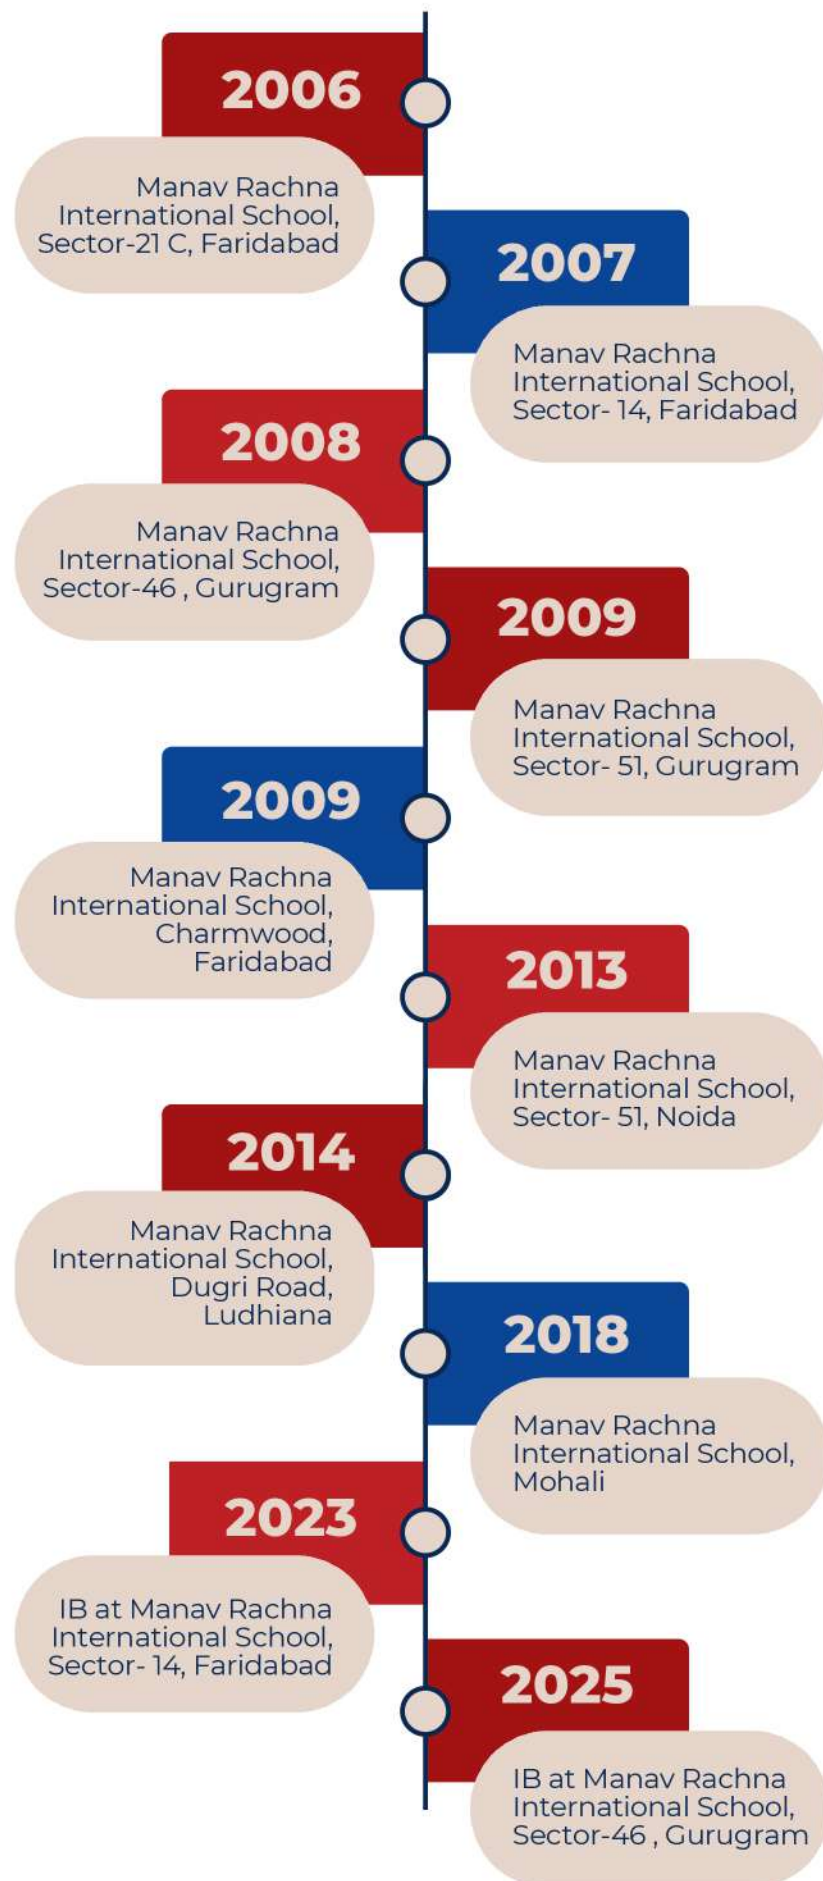 2006
Manav Rachna
International School,
Sector-21 C, Faridabad
2007
Manav Rachna
International School,
Sector- 14, Faridabad
2008
Manav Rachna
International School,
Sector-46 , Gurugram
2009
Manav Rachna
International School,
Sector- 51, Gurugram
2009
Manav Rachna
International School,
Charmwood,
Faridabad
2013
Manav Rachna
International School,
Sector- 51, Noida
2014
Manav Rachna
International School,
Dugri Road,
Ludhiana
2018
Manav Rachna
International School,
Mohali
2023
IB at Manav Rachna
International School,
Sector- 14, Faridabad
2025
IB at Manav Rachna
International School,
Sector-46 , Gurugram